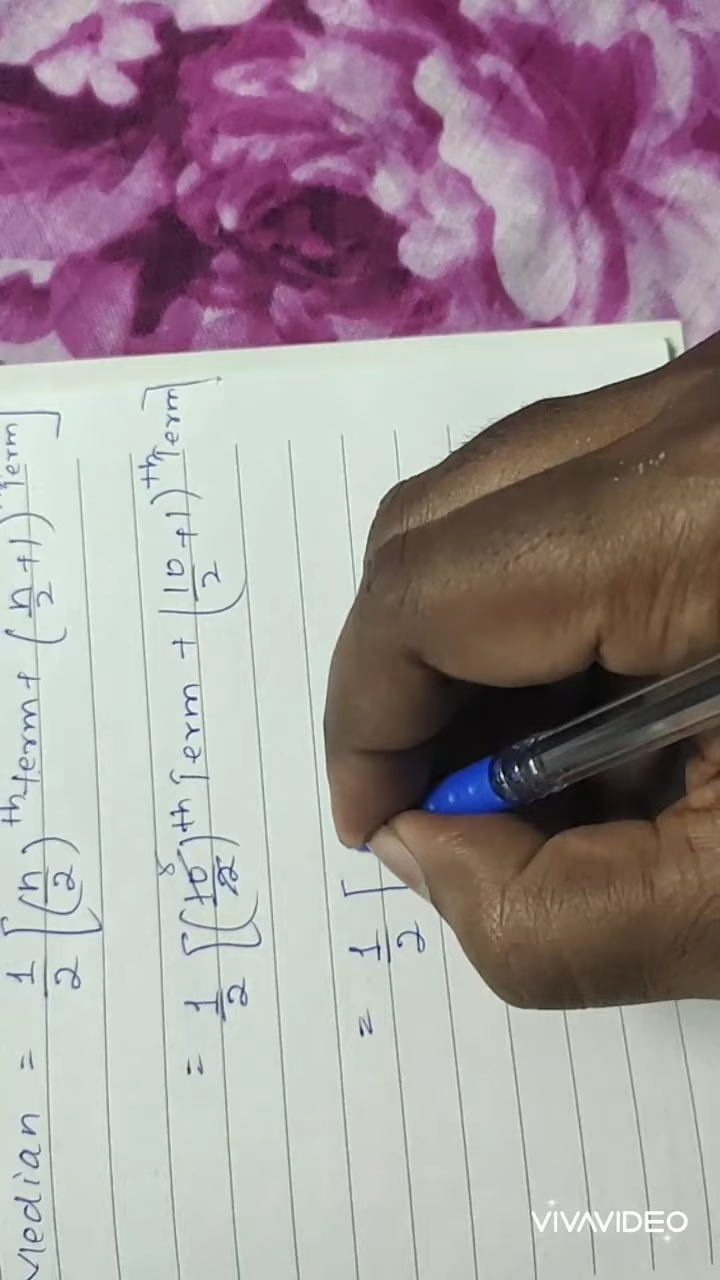 Median = 1/2 [(n/2)^th term + (n/2 + 1)^th Term]
= 1/2 [(10/2)^th Term + (10/2 + 1)^th Term]
= 1/2 [
VIVAVIDEO